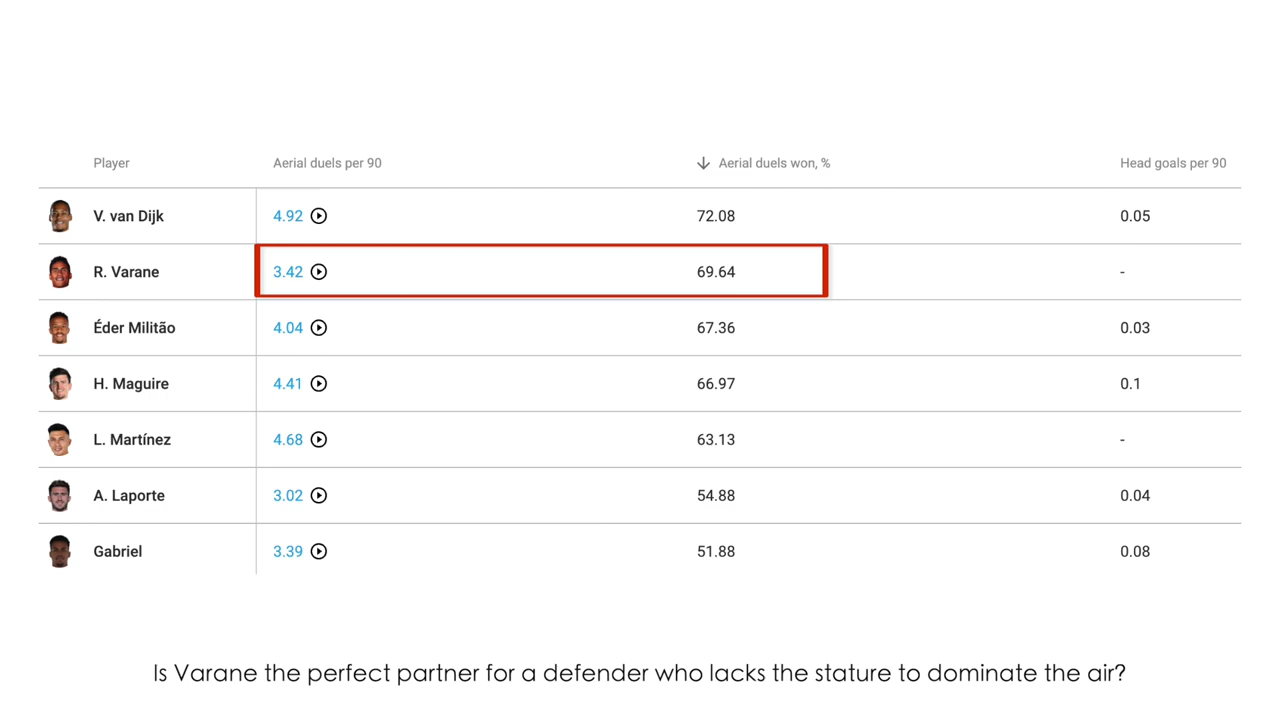 Player Aerial duels per 90 Aerial duels won, % Head goals per 90
V. van Dijk 4.92 72.08 0.05
R. Varane 3.42 69.64 -
Éder Militão 4.04 67.36 0.03
H. Maguire 4.41 66.97 0.1
L. Martínez 4.68 63.13 -
A. Laporte 3.02 54.88 0.04
Gabriel 3.39 51.88 0.08
Is Varane the perfect partner for a defender who lacks the stature to dominate the air?